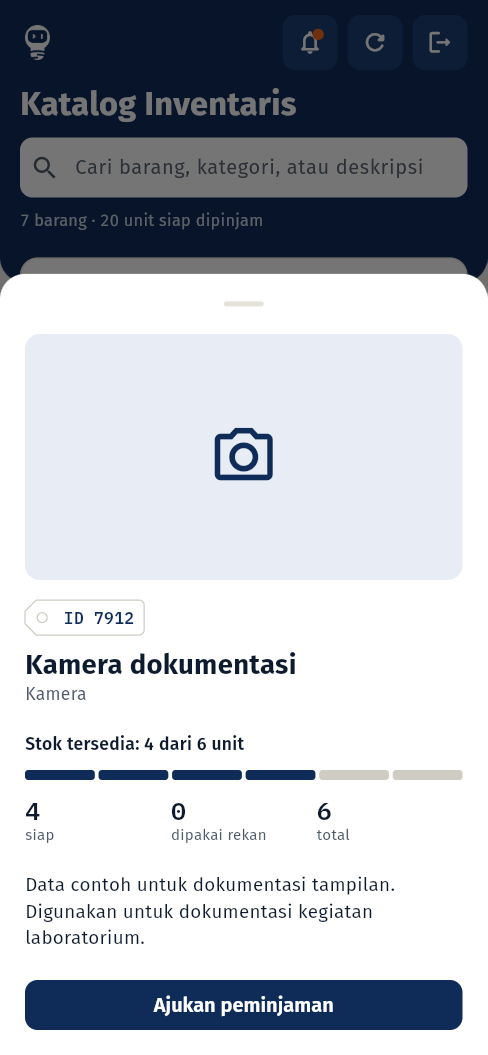 Katalog Inventaris
Cari barang, kategori, atau deskripsi
7 barang · 20 unit siap dipinjam
ID 7912
Kamera dokumentasi
Kamera
Stok tersedia: 4 dari 6 unit
4
siap
0
dipakai rekan
6
total
Data contoh untuk dokumentasi tampilan.
Digunakan untuk dokumentasi kegiatan
laboratorium.
Ajukan peminjaman